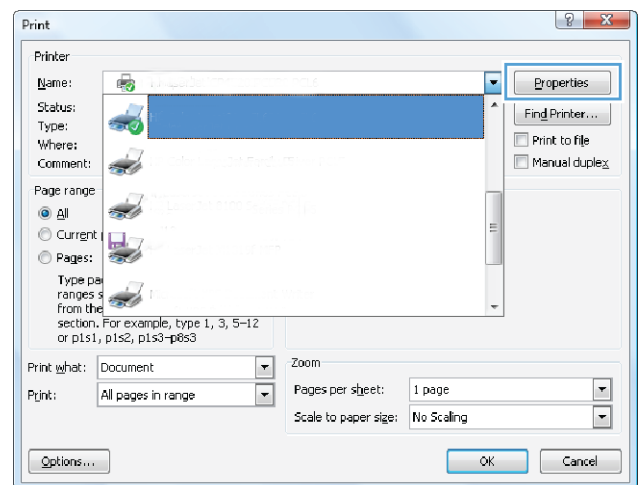 Print
Printer
Name:
Properties
Status:
Find Printer...
Type:
Print to file
Where:
Manual duplex
Comment:
Page range
All
Current
Pages:
Type
ranges
from the
section. For example, type 1, 3, 5–12
or p1s1, p1s2, p1s3–p8s3
Print what: Document
Print: All pages in range
Zoom
Pages per sheet: 1 page
Scale to paper size: No Scaling
Options...
OK
Cancel